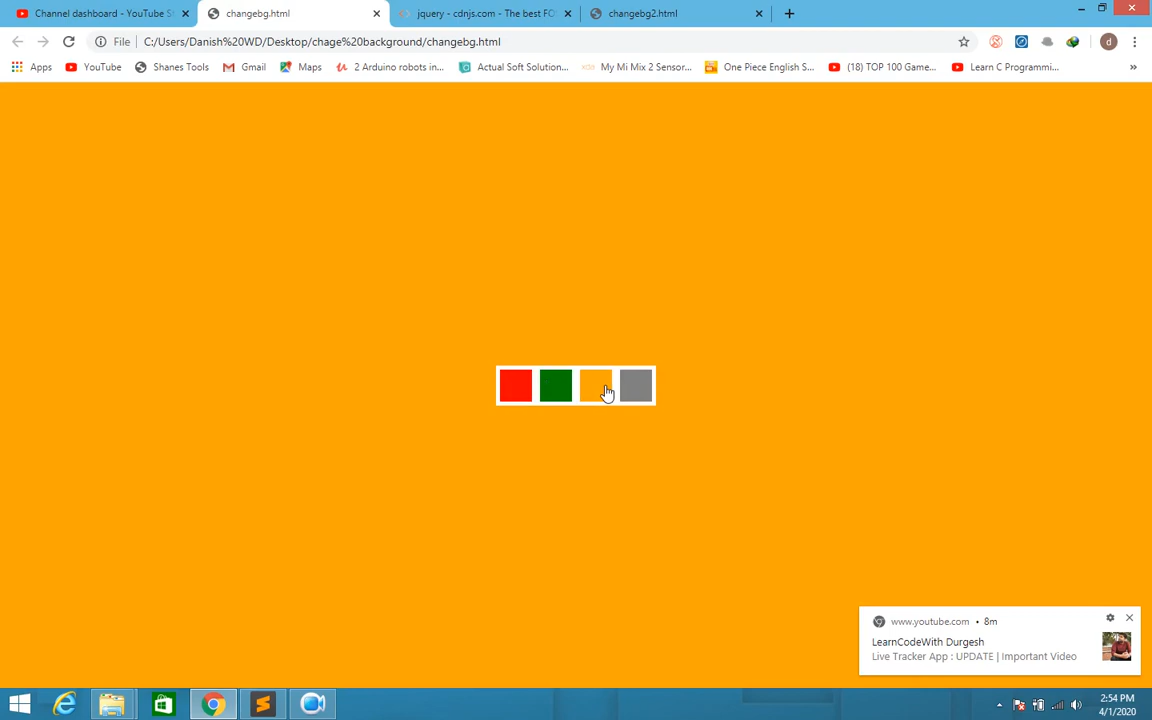 Channel dashboard - YouTube S
changebg.html
jquery - cdnjs.com - The best FO
changebg2.html
File
C:/Users/Danish%20WD/Desktop/chage%20background/changebg.html
d
Apps
YouTube
Shanes Tools
Gmail
Maps
2 Arduino robots in...
Actual Soft Solution...
My Mi Mix 2 Sensor...
One Piece English S...
(18) TOP 100 Game...
Learn C Programmi...
»
www.youtube.com • 8m
LearnCodeWith Durgesh
Live Tracker App : UPDATE | Important Video
2:54 PM
4/1/2020